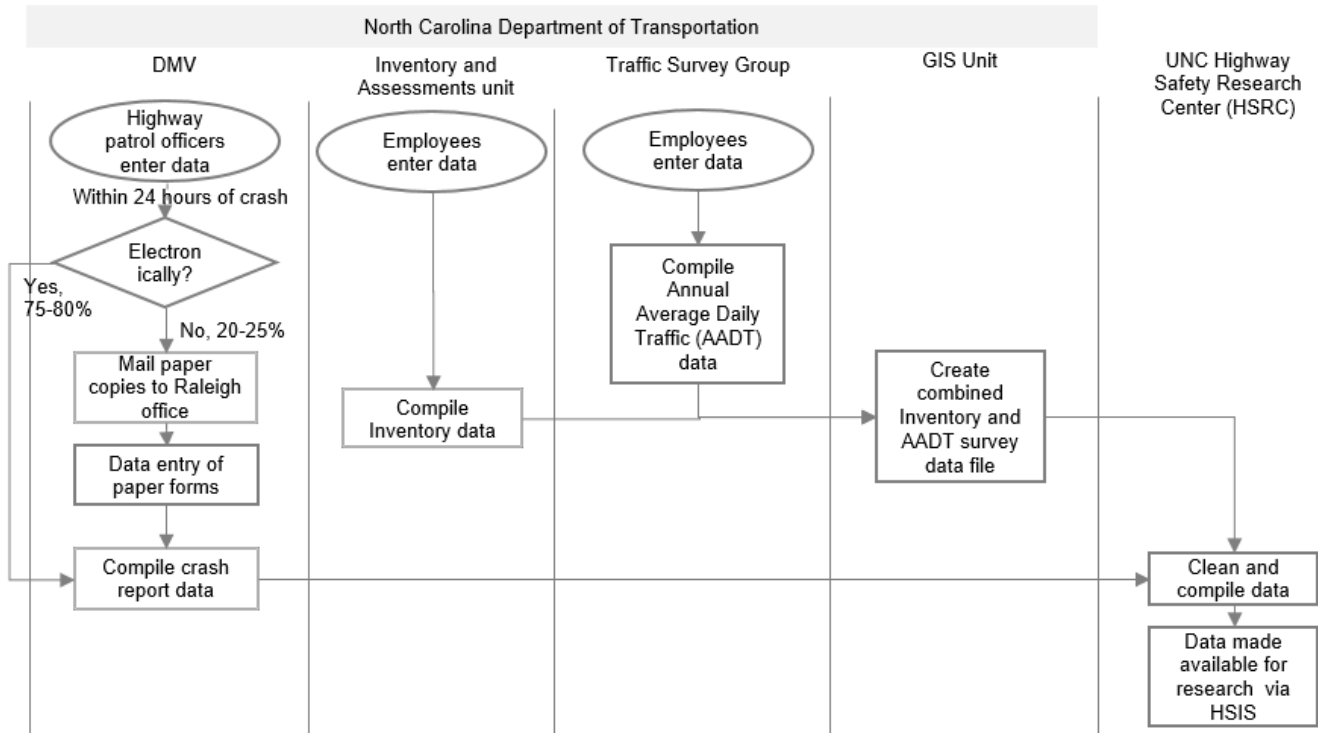 North Carolina Department of Transportation
DMV
Inventory and
Assessments unit
Traffic Survey Group
GIS Unit
UNC Highway
Safety Research
Center (HSRC)
Highway
patrol officers
enter data
Within 24 hours of crash
Electron
ically?
Yes,
75-80%
No, 20-25%
Mail paper
copies to Raleigh
office
Data entry of
paper forms
Compile crash
report data
Employees
enter data
Compile
Inventory data
Employees
enter data
Compile
Annual
Average Daily
Traffic (AADT)
data
Create
combined
Inventory and
AADT survey
data file
Clean and
compile data
Data made
available for
research via
HSIS